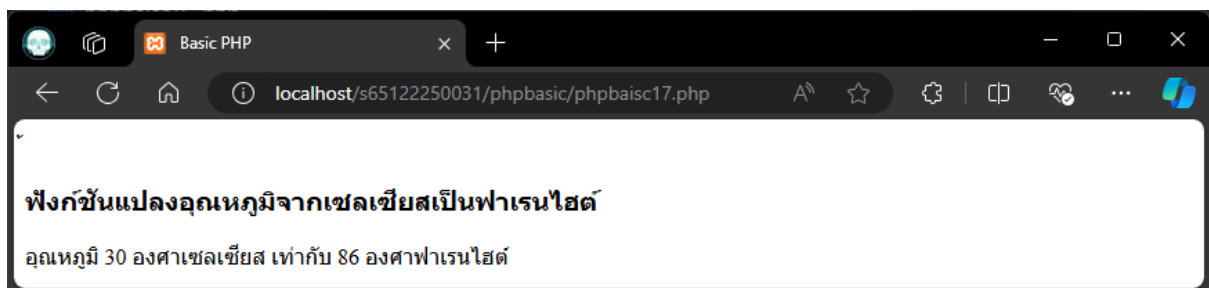 Basic PHP
localhost/s65122250031/phpbasic/phpbaisc17.php
ฟังก์ชันแปลงอุณหภูมิจากเซลเซียสเป็นฟาเรนไฮต์
อุณหภูมิ 30 องศาเซลเซียส เท่ากับ 86 องศาฟาเรนไฮต์